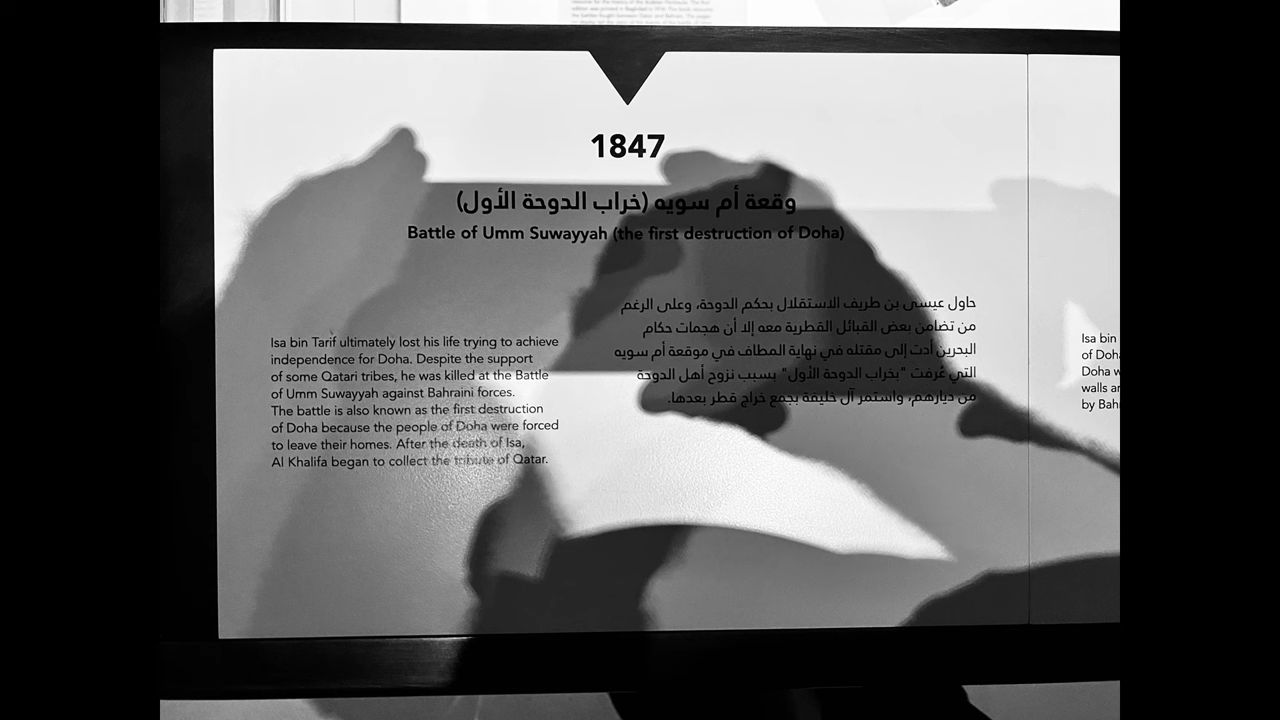 1847
وقعة أم سويه (خراب الدوحة الأول)
Battle of Umm Suwayyah (the first destruction of Doha)
حاول عيسى بن طريف الاستقلال بحكم الدوحة، وعلى الرغم
من تضامن بعض القبائل القطرية معه إلا أن هجمات حكام
البحرين أدت إلى مقتله في نهاية المطاف في موقعة أم سويه
التي عُرفت "بخراب الدوحة الأول" بسبب نزوح أهل الدوحة
من ديارهم، واستمر آل خليفة بجمع خراج قطر بعدها.
Isa bin Tarif ultimately lost his life trying to achieve
independence for Doha. Despite the support
of some Qatari tribes, he was killed at the Battle
of Umm Suwayyah against Bahraini forces.
The battle is also known as the first destruction
of Doha because the people of Doha were forced
to leave their homes. After the death of Isa,
Al Khalifa began to collect the tribute of Qatar.
Isa bin
of Doh
Doha w
walls a
by Bah